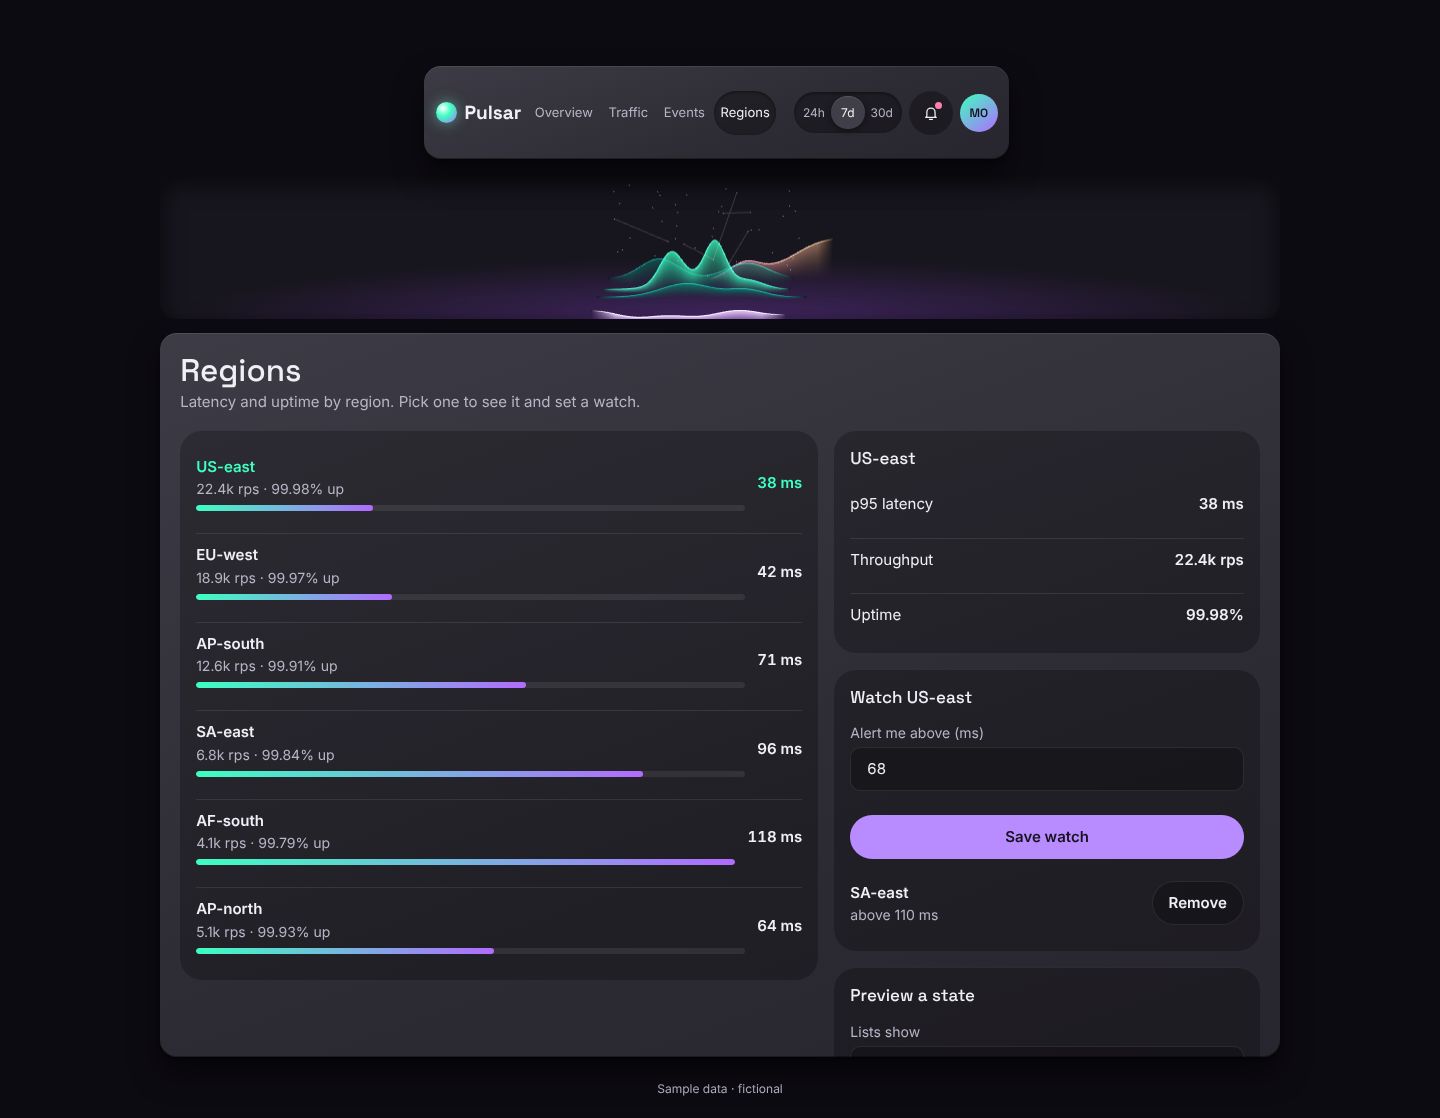 Pulsar
Overview
Traffic
Events
Regions
24h
7d
30d
MO
Regions
Latency and uptime by region. Pick one to see it and set a watch.
US-east
22.4k rps · 99.98% up
38 ms
EU-west
18.9k rps · 99.97% up
42 ms
AP-south
12.6k rps · 99.91% up
71 ms
SA-east
6.8k rps · 99.84% up
96 ms
AF-south
4.1k rps · 99.79% up
118 ms
AP-north
5.1k rps · 99.93% up
64 ms
US-east
p95 latency
38 ms
Throughput
22.4k rps
Uptime
99.98%
Watch US-east
Alert me above (ms)
68
Save watch
SA-east
above 110 ms
Remove
Preview a state
Lists show
Sample data · fictional